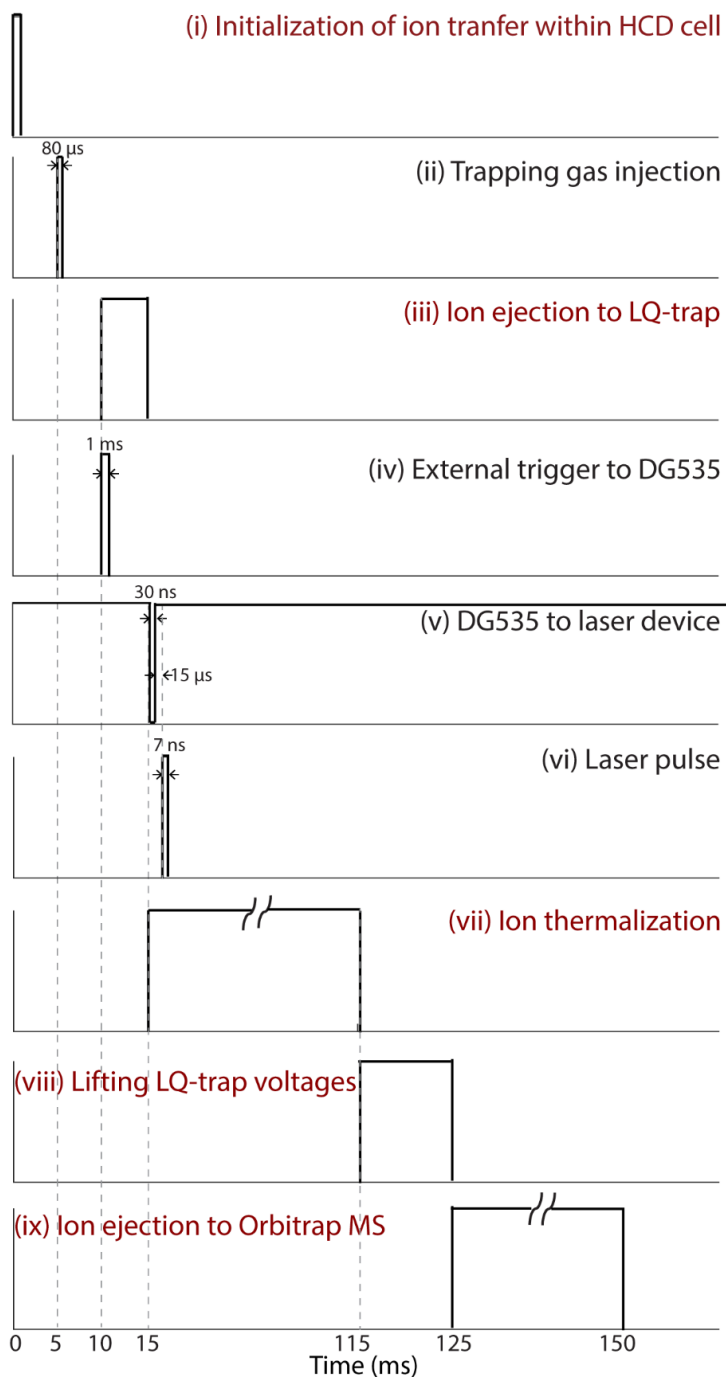 (i) Initialization of ion tranfer within HCD cell
80 µs
(ii) Trapping gas injection
(iii) Ion ejection to LQ-trap
1 ms
(iv) External trigger to DG535
30 ns
(v) DG535 to laser device
15 µs
7 ns
(vi) Laser pulse
(vii) Ion thermalization
(viii) Lifting LQ-trap voltages
(ix) Ion ejection to Orbitrap MS
0 5 10 15 115 125 150
Time (ms)